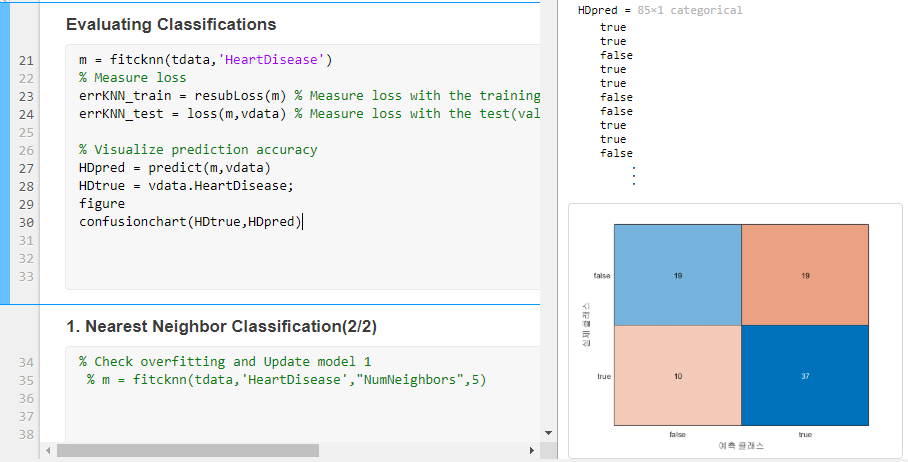 Evaluating Classifications
21 m = fitcknn(tdata,'HeartDisease')
22 % Measure loss
23 errKNN_train = resubLoss(m) % Measure loss with the training
24 errKNN_test = loss(m,vdata) % Measure loss with the test(val
25
26 % Visualize prediction accuracy
27 HDpred = predict(m,vdata)
28 HDtrue = vdata.HeartDisease;
29 figure
30 confusionchart(HDtrue,HDpred)
31
32
33
1. Nearest Neighbor Classification(2/2)
34 % Check overfitting and Update model 1
35 % m = fitcknn(tdata,'HeartDisease',"NumNeighbors",5)
36
37
38
HDpred = 85×1 categorical
true
true
false
true
true
false
false
true
true
false
false 19 19
실제 클래스
true 10 37
false true
예측 클래스